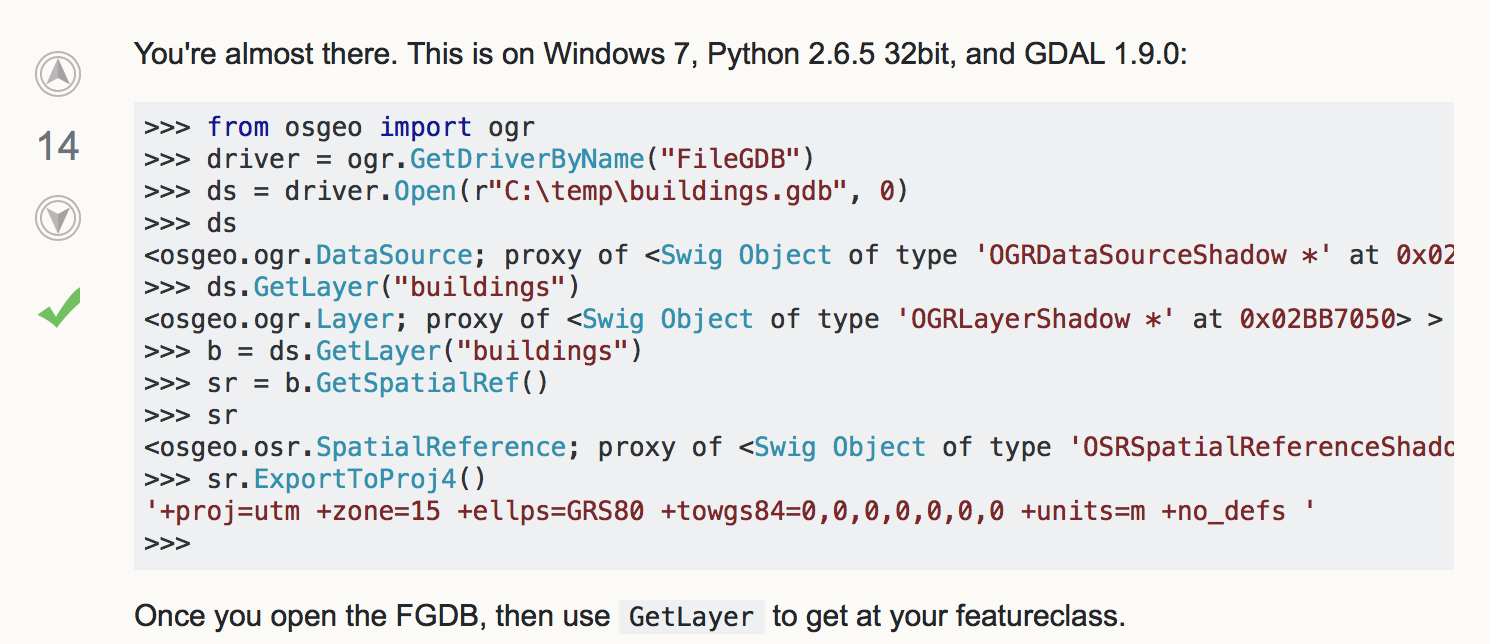 You're almost there. This is on Windows 7, Python 2.6.5 32bit, and GDAL 1.9.0:
14
>>> from osgeo import ogr
>>> driver = ogr.GetDriverByName("FileGDB")
>>> ds = driver.Open(r"C:\temp\buildings.gdb", 0)
>>> ds
<osgeo.ogr.DataSource; proxy of <Swig Object of type 'OGRDataSourceShadow *' at 0x02
>>> ds.GetLayer("buildings")
<osgeo.ogr.Layer; proxy of <Swig Object of type 'OGRLayerShadow *' at 0x02BB7050> >
>>> b = ds.GetLayer("buildings")
>>> sr = b.GetSpatialRef()
>>> sr
<osgeo.osr.SpatialReference; proxy of <Swig Object of type 'OSRSpatialReferenceShado
>>> sr.ExportToProj4()
'+proj=utm +zone=15 +ellps=GRS80 +towgs84=0,0,0,0,0,0,0 +units=m +no_defs '
>>>
Once you open the FGDB, then use GetLayer to get at your featureclass.